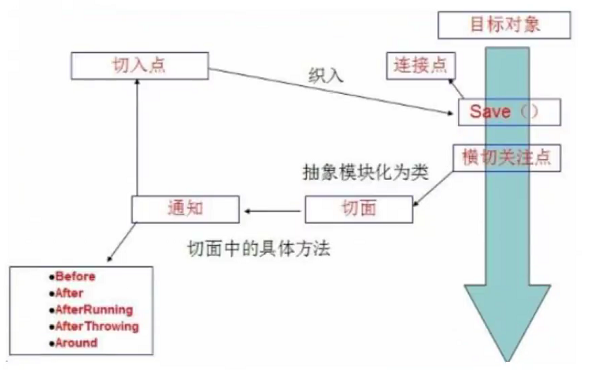 目标对象
切入点
连接点
织入
Save（）
横切关注点
抽象模块化为类
通知
切面
切面中的具体方法
●Before
●After
●AfterRunning
●AfterThrowing
●Around